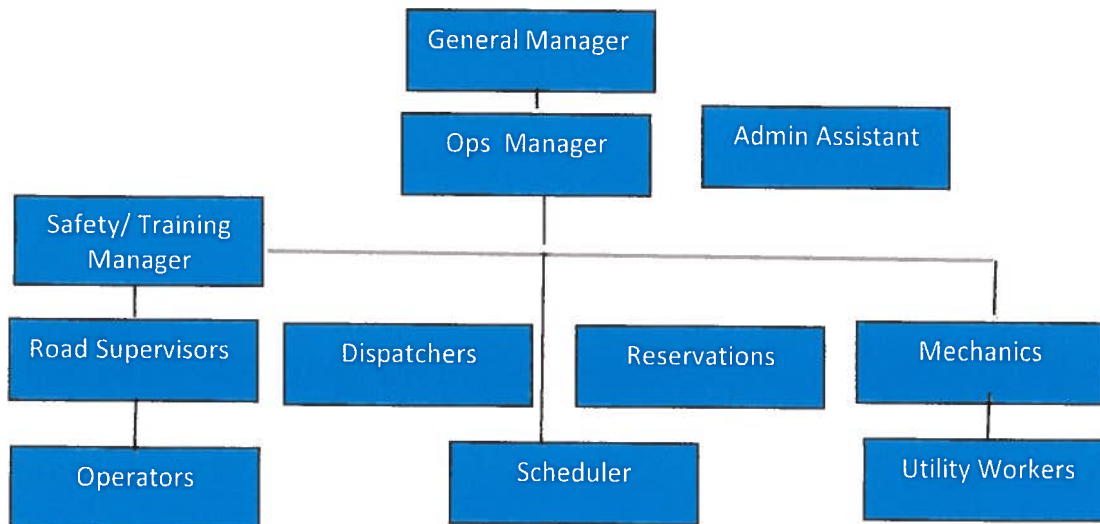 General Manager
Ops Manager
Admin Assistant
Safety/ Training
Manager
Road Supervisors
Dispatchers
Reservations
Mechanics
Operators
Scheduler
Utility Workers